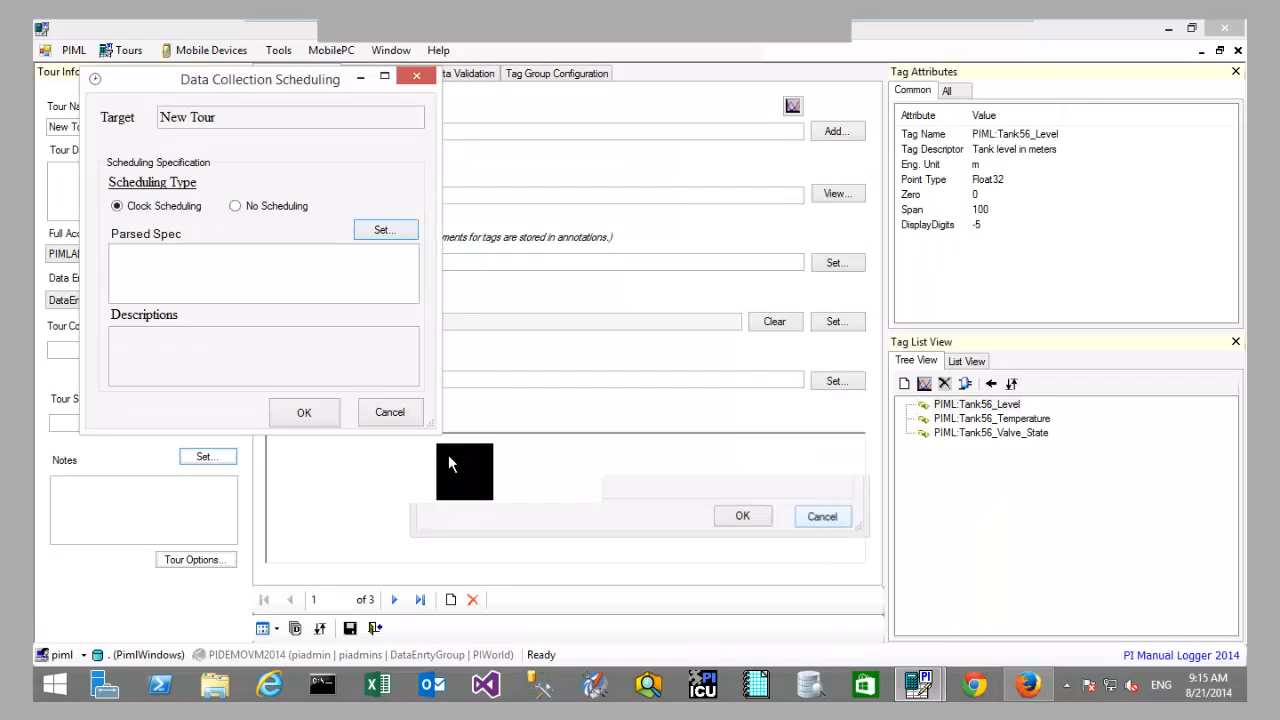 PIML Tours Mobile Devices Tools MobilePC Window Help
Tour Info
Data Collection Scheduling
ta Validation
Tag Group Configuration
Tag Attributes
Common
All
Target
New Tour
Tour Na
New To
Tour D
Add...
Attribute Value
Tag Name PIML:Tank56_Level
Tag Descriptor Tank level in meters
Eng. Unit m
Point Type Float32
Zero 0
Span 100
DisplayDigits -5
Scheduling Specification
Scheduling Type
Clock Scheduling
No Scheduling
View...
Parsed Spec
Set...
Full Acc
PIMLA
ments for tags are stored in annotations.)
Set...
Data En
DataEn
Descriptions
Tour Co
Clear
Set...
Tag List View
Tree View
List View
Set...
Tour S
OK
Cancel
PIML:Tank56_Level
PIML:Tank56_Temperature
PIML:Tank56_Valve_State
Notes
Set...
OK
Cancel
Tour Options...
1 of 3
piml . (PimlWindows) PIDEMOVM2014 (piadmin | piadmins | DataEnrtyGroup | PIWorld) Ready
PI Manual Logger 2014
PI
ICU
PI
ENG
9:15 AM
8/21/2014